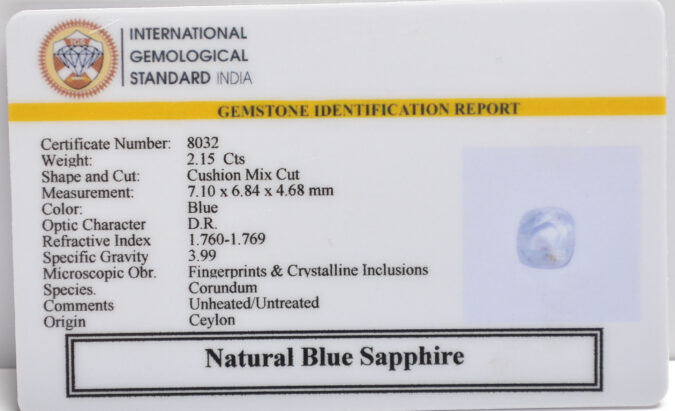 INTERNATIONAL
GEMOLOGICAL
STANDARD INDIA
GEMSTONE IDENTIFICATION REPORT
Certificate Number: 8032
Weight: 2.15 Cts
Shape and Cut: Cushion Mix Cut
Measurement: 7.10 x 6.84 x 4.68 mm
Color: Blue
Optic Character D.R.
Refractive Index 1.760-1.769
Specific Gravity 3.99
Microscopic Obr. Fingerprints & Crystalline Inclusions
Species. Corundum
Comments Unheated/Untreated
Origin Ceylon
Natural Blue Sapphire